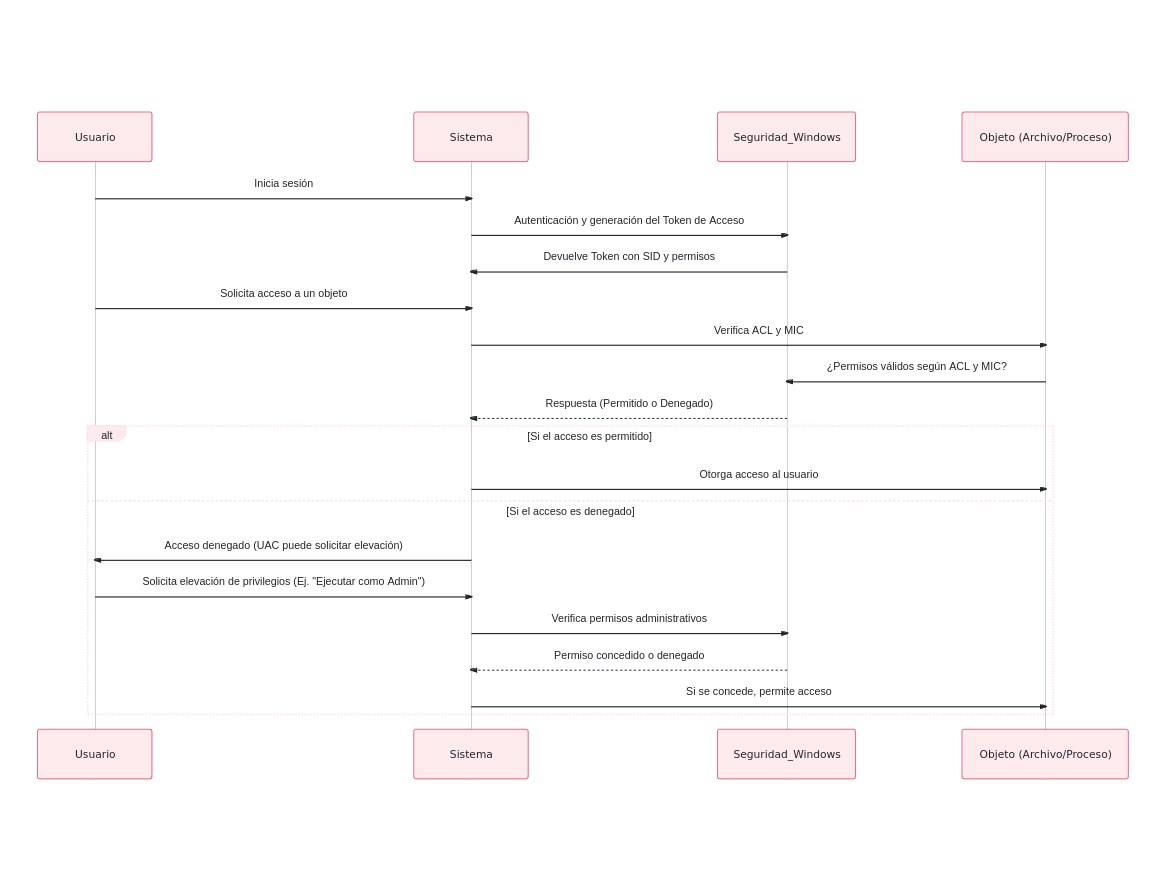 Usuario
Sistema
Seguridad_Windows
Objeto (Archivo/Proceso)
Inicia sesión
Autenticación y generación del Token de Acceso
Devuelve Token con SID y permisos
Solicita acceso a un objeto
Verifica ACL y MIC
¿Permisos válidos según ACL y MIC?
Respuesta (Permitido o Denegado)
alt
[Si el acceso es permitido]
Otorga acceso al usuario
[Si el acceso es denegado]
Acceso denegado (UAC puede solicitar elevación)
Solicita elevación de privilegios (Ej. "Ejecutar como Admin")
Verifica permisos administrativos
Permiso concedido o denegado
Si se concede, permite acceso
Usuario
Sistema
Seguridad_Windows
Objeto (Archivo/Proceso)